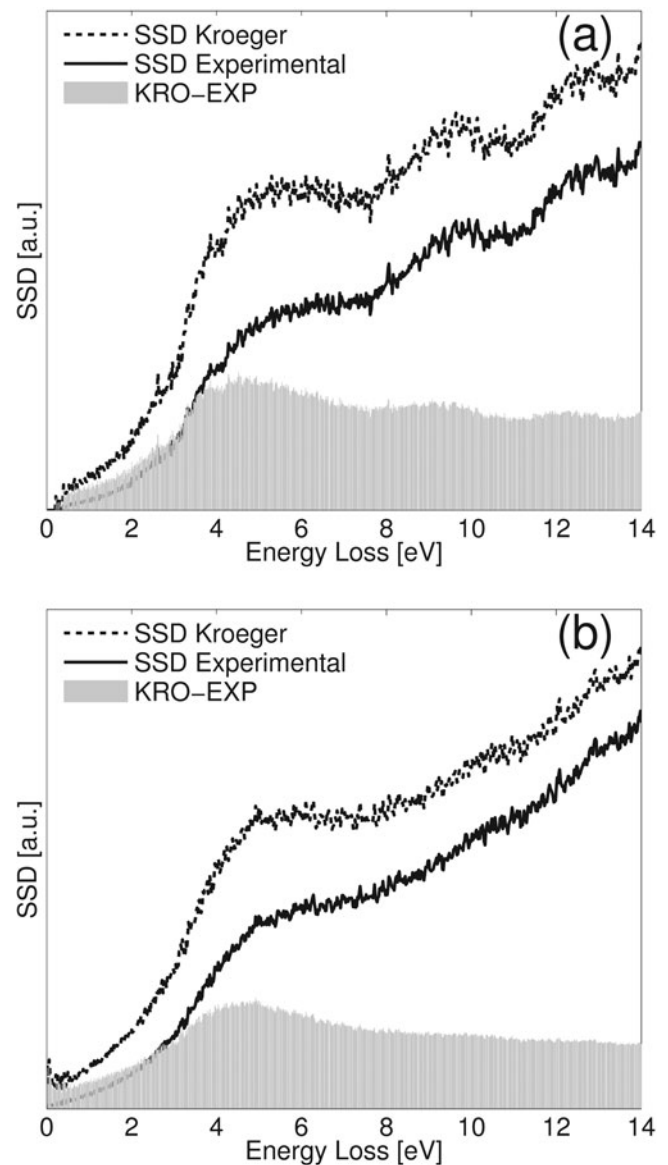 (a)
SSD Kroeger
SSD Experimental
KRO−EXP
SSD [a.u.]
0 2 4 6 8 10 12 14
Energy Loss [eV]
(b)
SSD Kroeger
SSD Experimental
KRO−EXP
SSD [a.u.]
0 2 4 6 8 10 12 14
Energy Loss [eV]